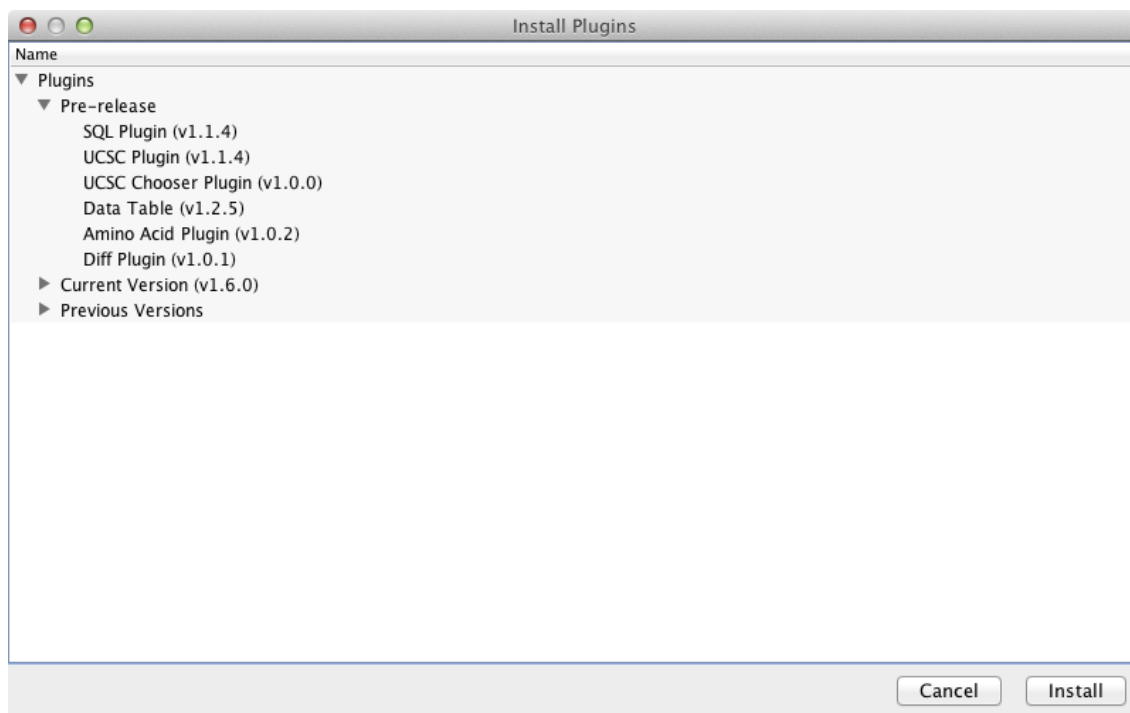 Install Plugins
Name
Plugins
Pre-release
SQL Plugin (v1.1.4)
UCSC Plugin (v1.1.4)
UCSC Chooser Plugin (v1.0.0)
Data Table (v1.2.5)
Amino Acid Plugin (v1.0.2)
Diff Plugin (v1.0.1)
Current Version (v1.6.0)
Previous Versions
Cancel Install